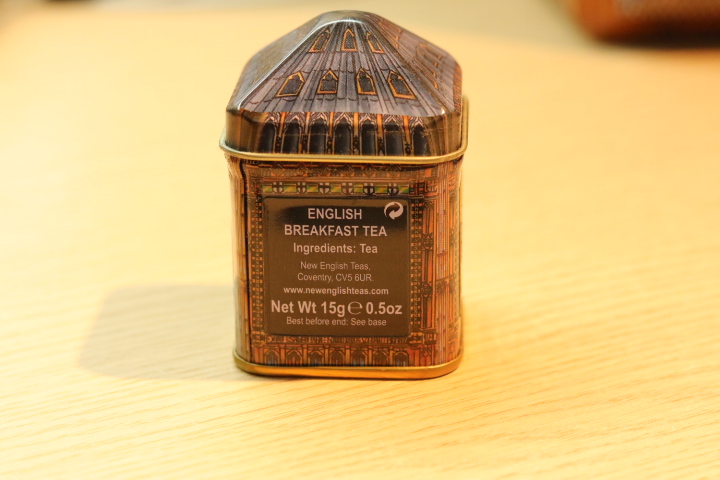 ENGLISH
BREAKFAST TEA
Ingredients: Tea
New English Teas,
Coventry, CV5 6UR.
www.newenglishteas.com
Net Wt 15g℮0.5oz
Best before end: See base